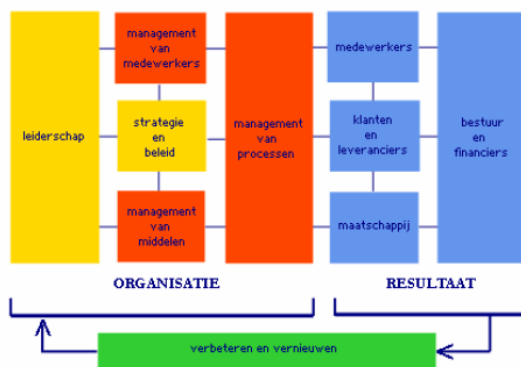 leiderschap
management
van
medewerkers
strategie
en
beleid
management
van
middelen
management
van
processen
medewerkers
klanten
en
leveranciers
maatschappij
bestuur
en
financiers
ORGANISATIE
RESULTAAT
verbeteren en vernieuwen